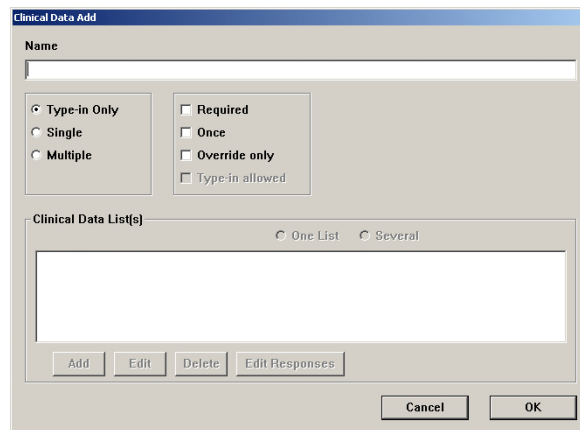 Clinical Data Add
Name
Type-in Only
Single
Multiple
Required
Once
Override only
Type-in allowed
Clinical Data List(s)
One List Several
Add Edit Delete Edit Responses
Cancel OK